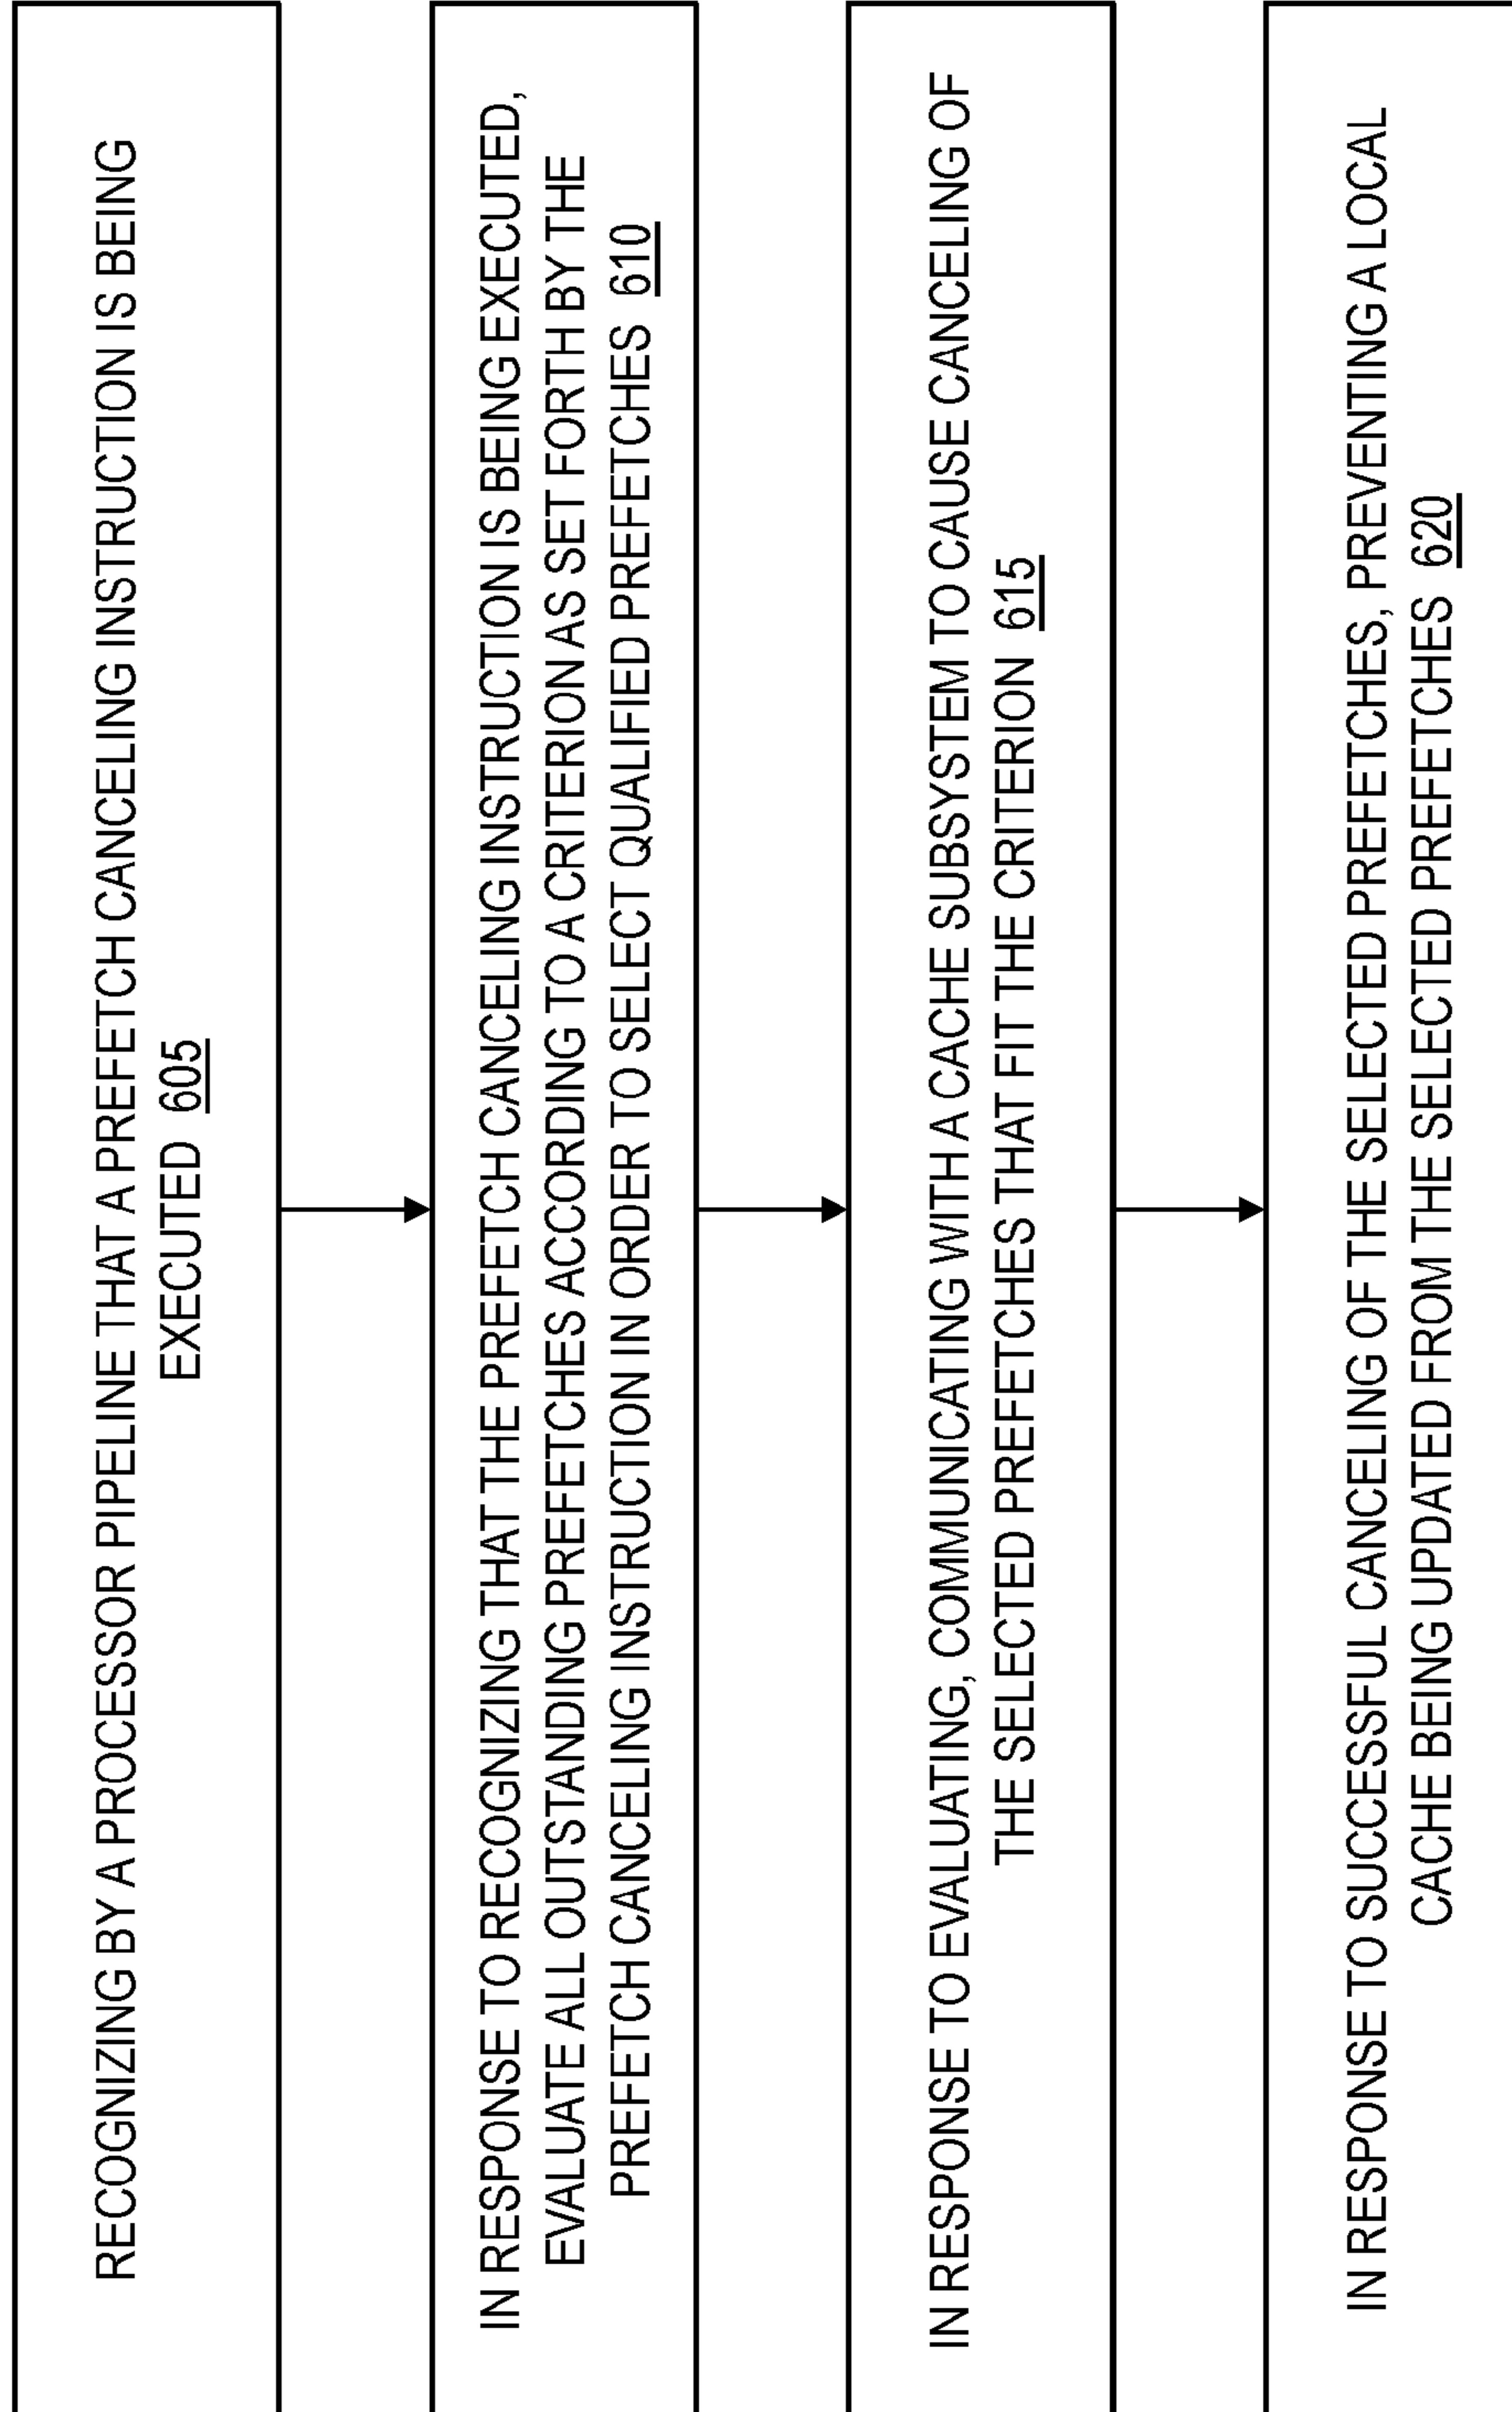 RECOGNIZING BY A PROCESSOR PIPELINE THAT A PREFETCH CANCELING INSTRUCTION IS BEING
EXECUTED 605
IN RESPONSE TO RECOGNIZING THAT THE PREFETCH CANCELING INSTRUCTION IS BEING EXECUTED,
EVALUATE ALL OUTSTANDING PREFETCHES ACCORDING TO A CRITERION AS SET FORTH BY THE
PREFETCH CANCELING INSTRUCTION IN ORDER TO SELECT QUALIFIED PREFETCHES 610
IN RESPONSE TO EVALUATING, COMMUNICATING WITH A CACHE SUBSYSTEM TO CAUSE CANCELING OF
THE SELECTED PREFETCHES THAT FIT THE CRITERION 615
IN RESPONSE TO SUCCESSFUL CANCELING OF THE SELECTED PREFETCHES, PREVENTING A LOCAL
CACHE BEING UPDATED FROM THE SELECTED PREFETCHES 620